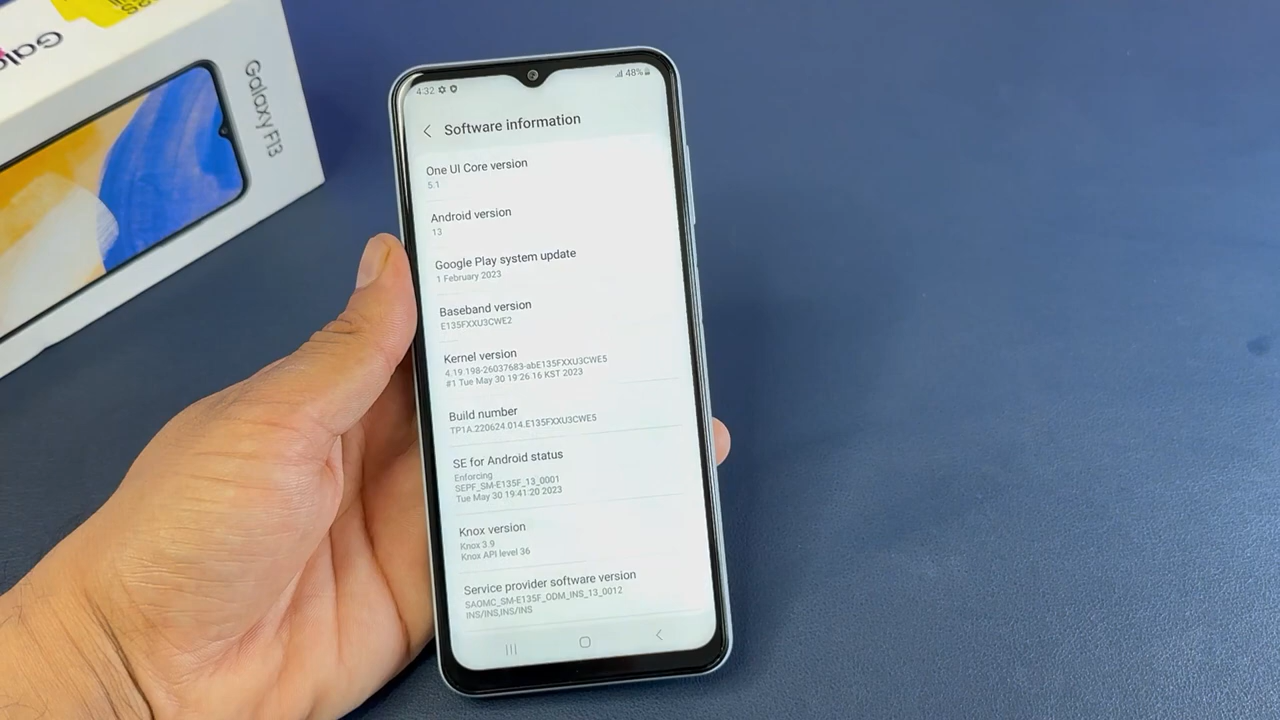 Galaxy F13
4:32
48%
Software information
One UI Core version
5.1
Android version
13
Google Play system update
1 February 2023
Baseband version
E135FXXU3CWE2
Kernel version
4.19.198-26037683-abE135FXXU3CWE5
#1 Tue May 30 19:26:16 KST 2023
Build number
TP1A.220624.014.E135FXXU3CWE5
SE for Android status
Enforcing
SEPF_SM-E135F_13_0001
Tue May 30 19:41:20 2023
Knox version
Knox 3.9
Knox API level 36
Service provider software version
SAOMC_SM-E135F_ODM_INS_13_0012
INS/INS,INS/INS